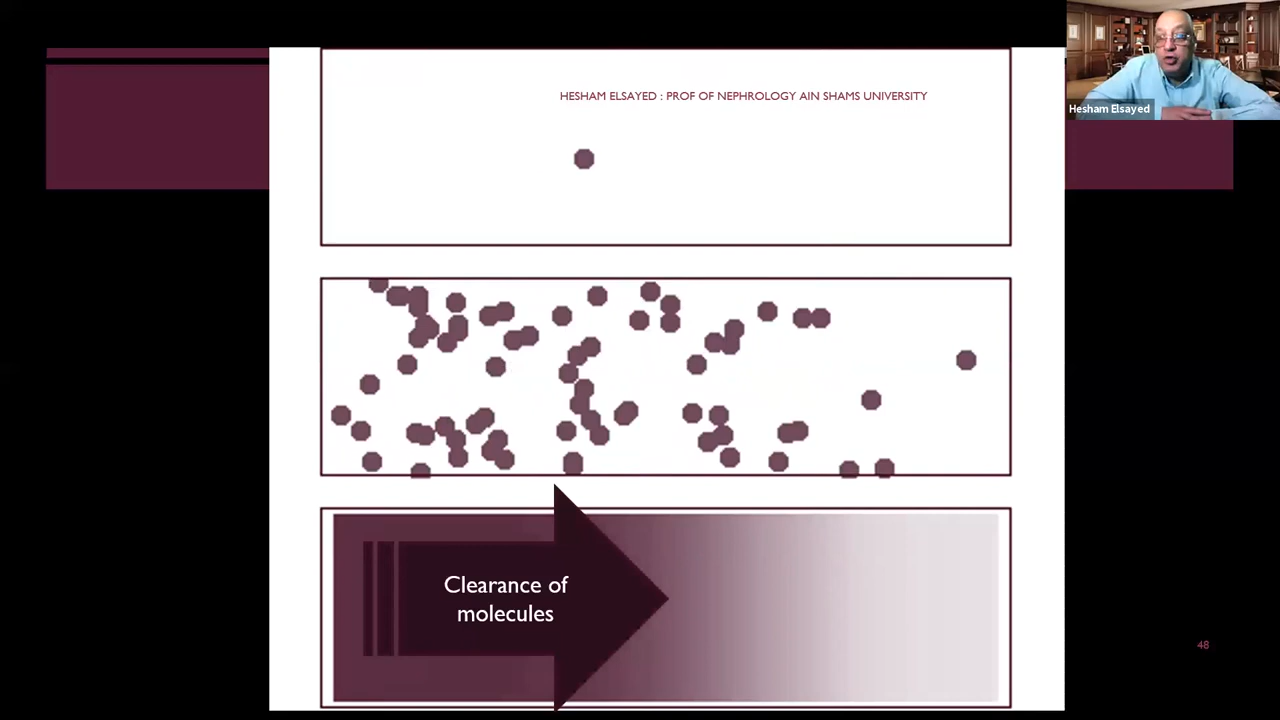 HESHAM ELSAYED : PROF OF NEPHROLOGY AIN SHAMS UNIVERSITY
Hesham Elsayed
Clearance of
molecules
48